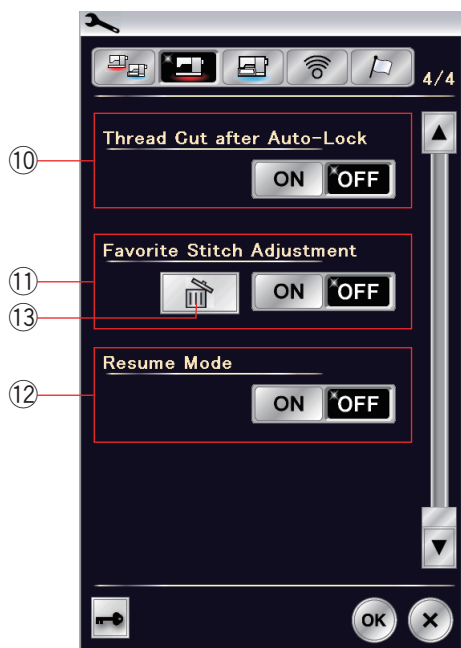 4/4
Thread Cut after Auto-Lock
⑩
ON OFF
Favorite Stitch Adjustment
⑪
ON OFF
⑬
Resume Mode
⑫
ON OFF
OK